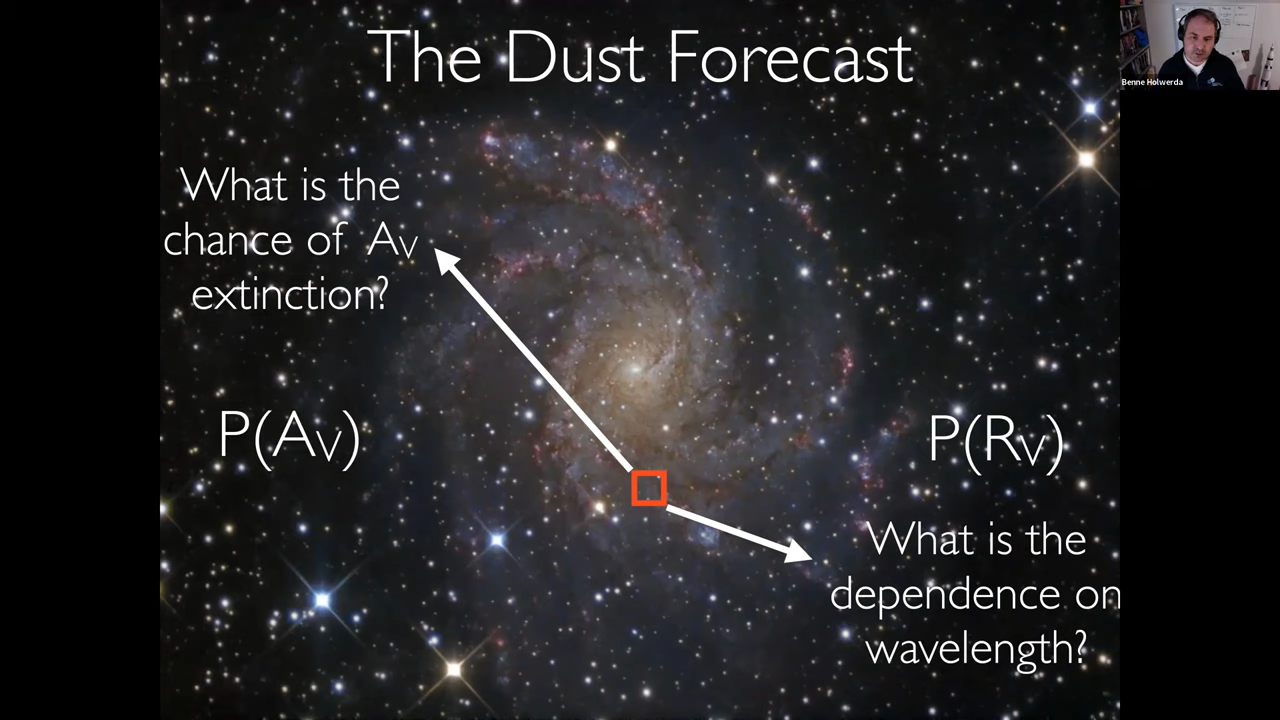 The Dust Forecast
Benne Holwerda
What is the
chance of AV
extinction?
P(AV)
P(RV)
What is the
dependence on
wavelength?